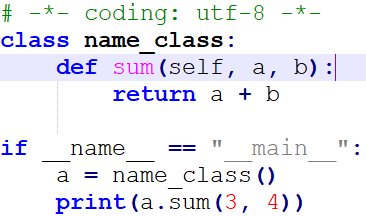 # -*- coding: utf-8 -*-
class name_class:
    def sum(self, a, b):
        return a + b

if __name__ == "__main__":
    a = name_class()
    print(a.sum(3, 4))